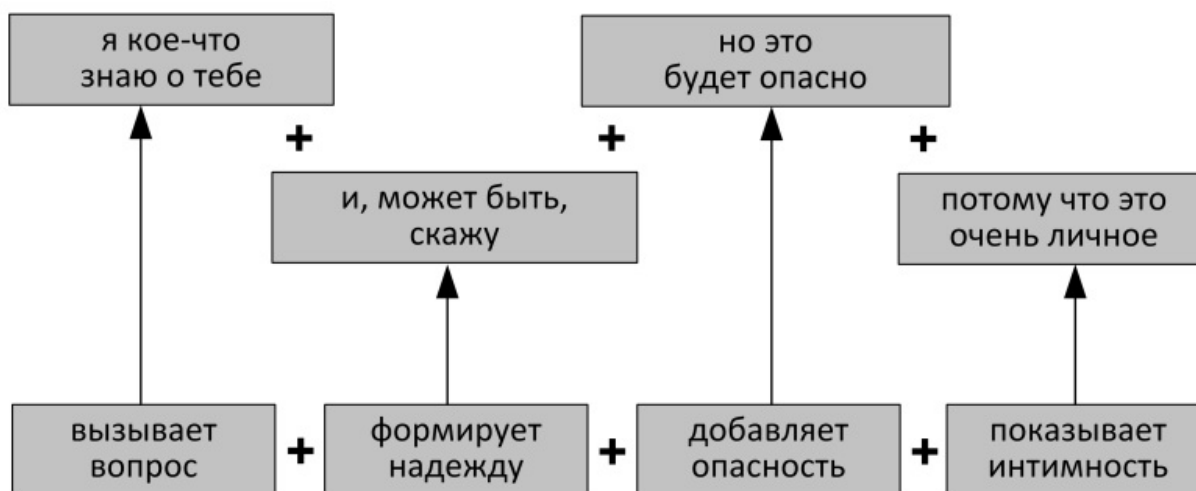 я кое-что
знаю о тебе
но это
будет опасно
+
+
+
и, может быть,
скажу
потому что это
очень личное
вызывает
вопрос
+
формирует
надежду
+
добавляет
опасность
+
показывает
интимность